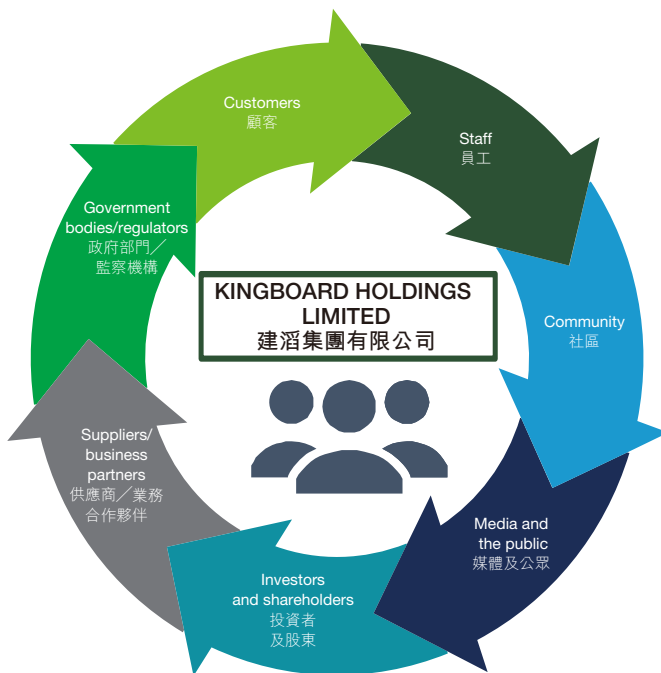 Customers
顧客
Staff
員工
Community
社區
Media and
the public
媒體及公眾
Investors
and shareholders
投資者
及股東
Suppliers/
business
partners
供應商／業務
合作夥伴
Government
bodies/regulators
政府部門／
監察機構
KINGBOARD HOLDINGS
LIMITED
建滔集團有限公司